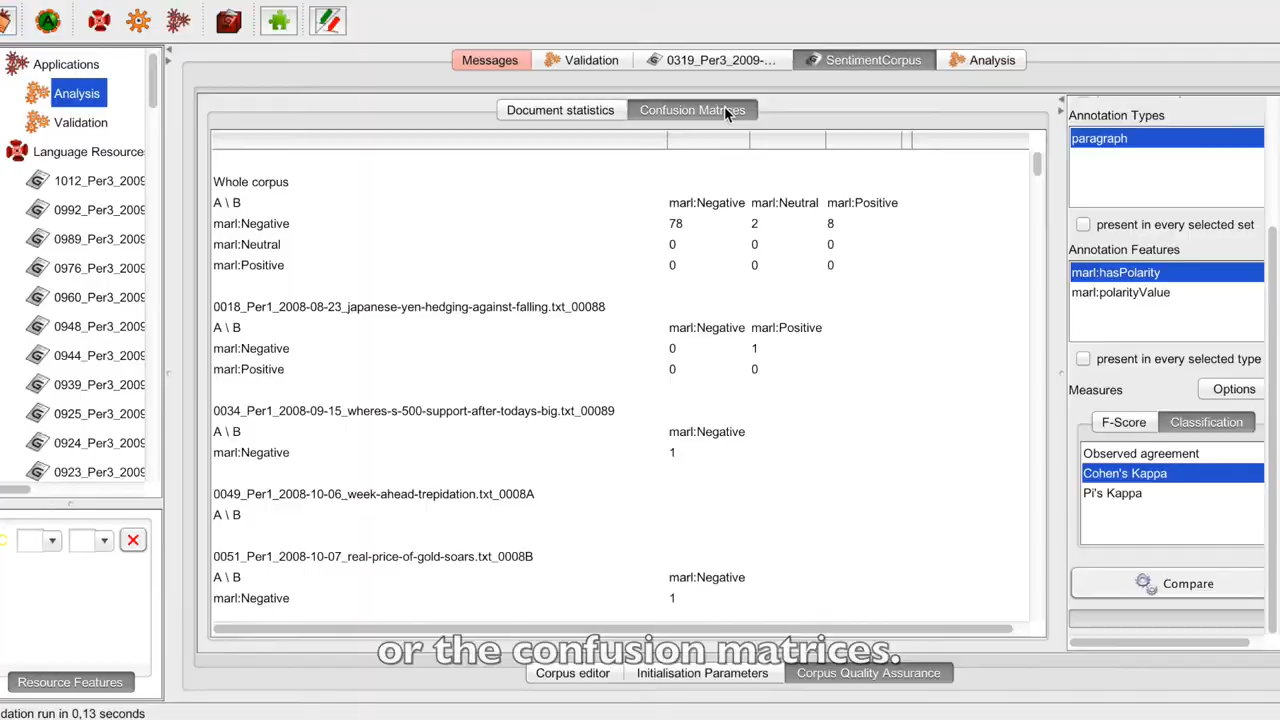 Applications
Analysis
Validation
Language Resource
1012_Per3_2009
0992_Per3_2009
0989_Per3_2009
0976_Per3_2009
0960_Per3_2009
0948_Per3_2009
0944_Per3_2009
0939_Per3_2009
0925_Per3_2009
0924_Per3_2009
0923_Per3_2009
Resource Features
dation run in 0,13 seconds
Messages Validation 0319_Per3_2009-... SentimentCorpus Analysis
Document statistics Confusion Matrices
Whole corpus
A \ B marl:Negative marl:Neutral marl:Positive
marl:Negative 78 2 8
marl:Neutral 0 0 0
marl:Positive 0 0 0
0018_Per1_2008-08-23_japanese-yen-hedging-against-falling.txt_00088
A \ B marl:Negative marl:Positive
marl:Negative 0 1
marl:Positive 0 0
0034_Per1_2008-09-15_wheres-s-500-support-after-todays-big.txt_00089
A \ B marl:Negative
marl:Negative 1
0049_Per1_2008-10-06_week-ahead-trepidation.txt_0008A
A \ B
0051_Per1_2008-10-07_real-price-of-gold-soars.txt_0008B
A \ B marl:Negative
marl:Negative 1
or the confusion matrices.
Corpus editor Initialisation Parameters Corpus Quality Assurance
Annotation Types
paragraph
present in every selected set
Annotation Features
marl:hasPolarity
marl:polarityValue
present in every selected type
Measures Options
F-Score Classification
Observed agreement
Cohen's Kappa
Pi's Kappa
Compare